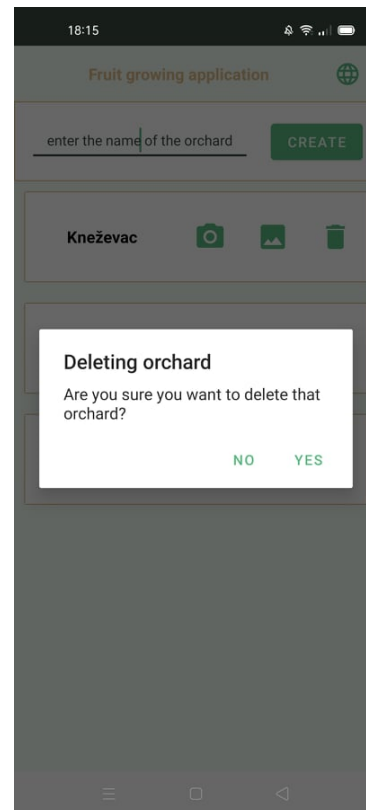 18:15
Fruit growing application
enter the name of the orchard
CREATE
Kneževac
Deleting orchard
Are you sure you want to delete that
orchard?
NO YES